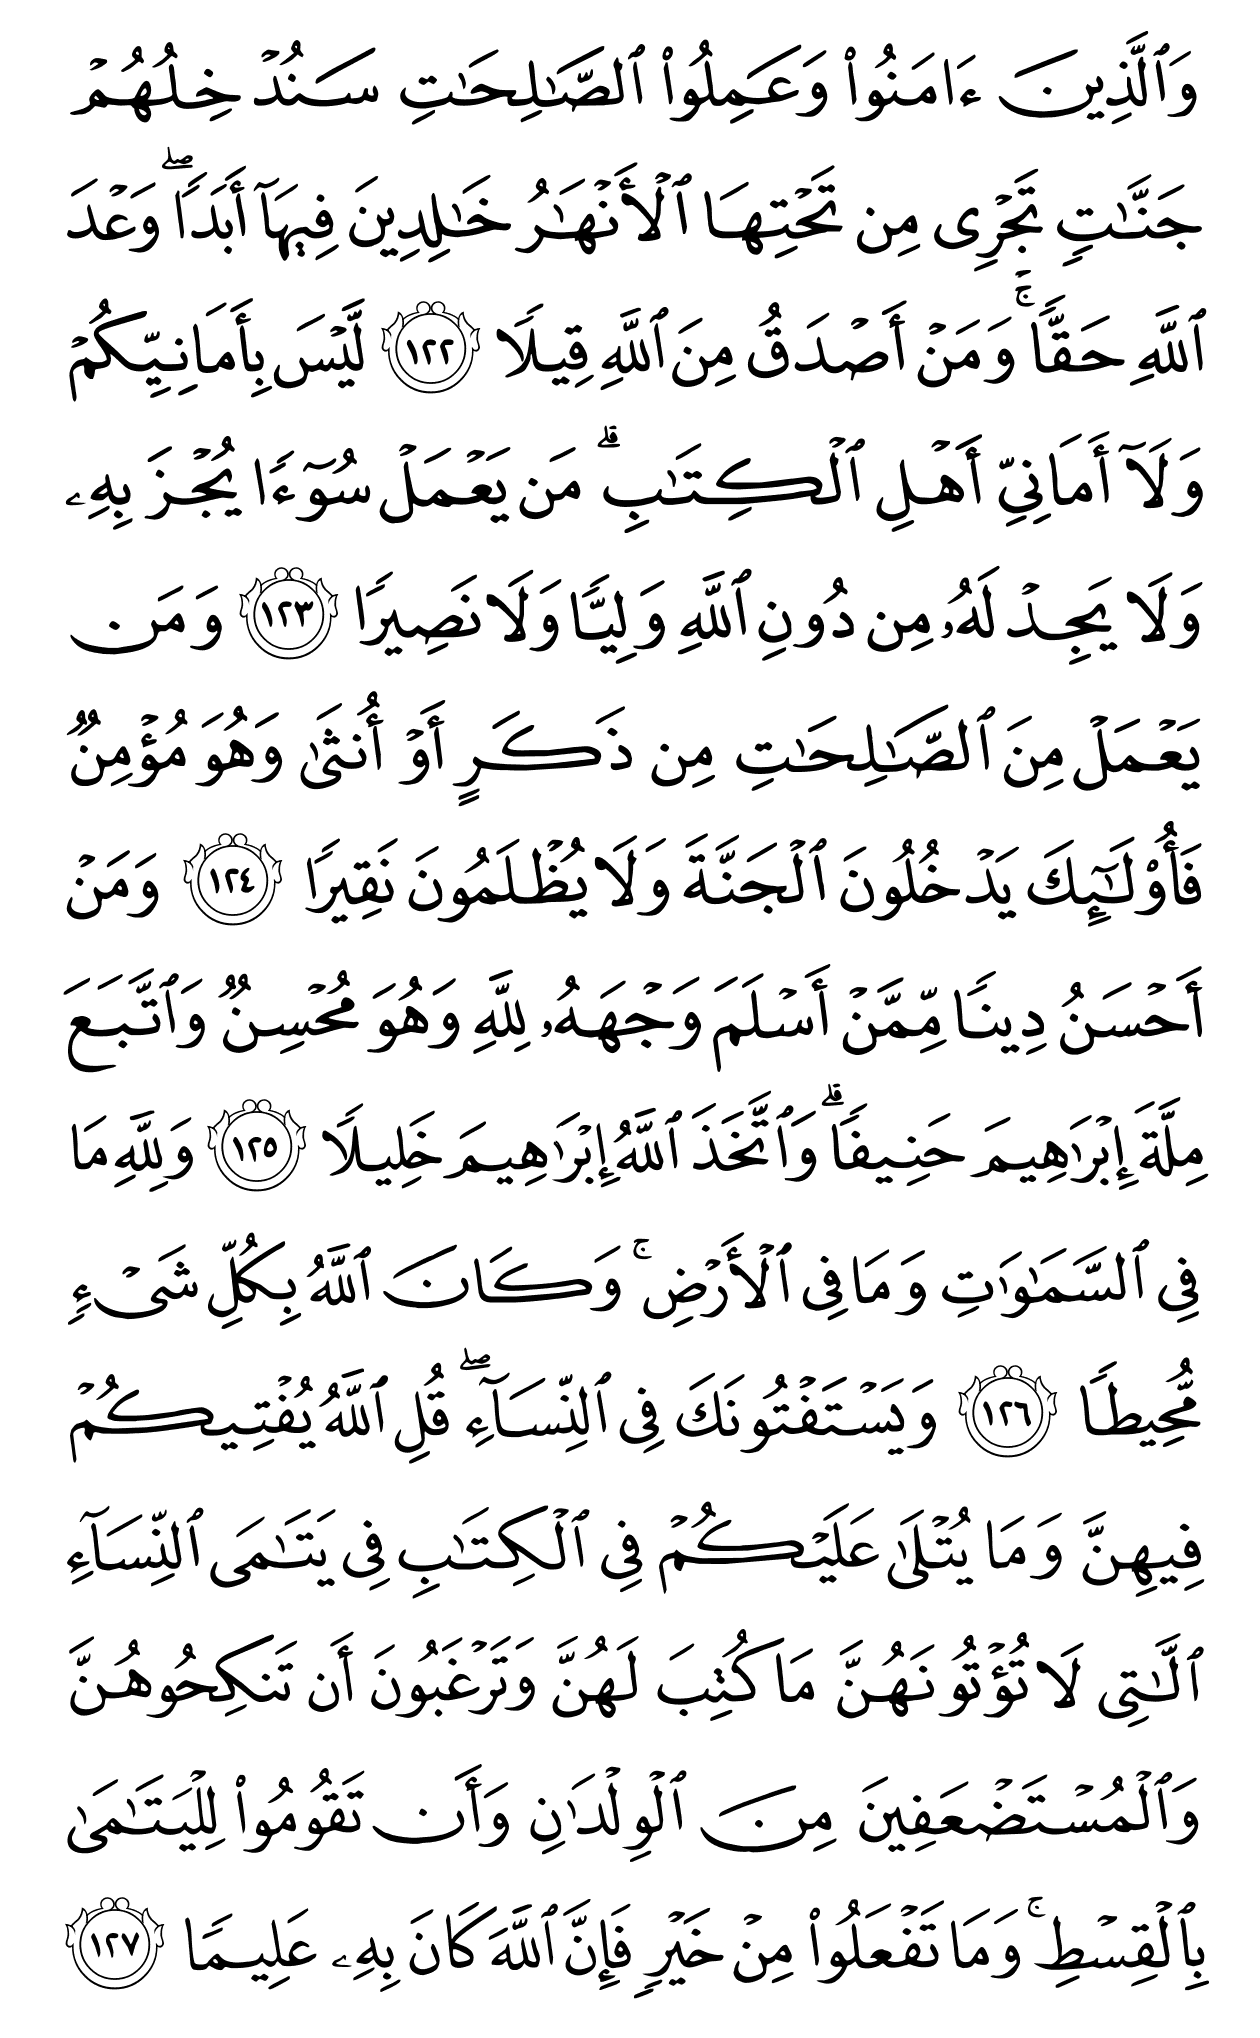 وَٱلَّذِينَ ءَامَنُوا۟ وَعَمِلُوا۟ ٱلصَّـٰلِحَـٰتِ سَنُدْخِلُهُمْ
جَنَّـٰتٍ تَجْرِى مِن تَحْتِهَا ٱلْأَنْهَـٰرُ خَـٰلِدِينَ فِيهَآ أَبَدًا ۖ وَعْدَ
ٱللَّهِ حَقًّا ۚ وَمَنْ أَصْدَقُ مِنَ ٱللَّهِ قِيلًا ١٢٢ لَّيْسَ بِأَمَانِيِّكُمْ
وَلَآ أَمَانِىِّ أَهْلِ ٱلْكِتَـٰبِ ۗ مَن يَعْمَلْ سُوٓءًا يُجْزَ بِهِۦ
وَلَا يَجِدْ لَهُۥ مِن دُونِ ٱللَّهِ وَلِيًّا وَلَا نَصِيرًا ١٢٣ وَمَن
يَعْمَلْ مِنَ ٱلصَّـٰلِحَـٰتِ مِن ذَكَرٍ أَوْ أُنثَىٰ وَهُوَ مُؤْمِنٌ
فَأُو۟لَـٰٓئِكَ يَدْخُلُونَ ٱلْجَنَّةَ وَلَا يُظْلَمُونَ نَقِيرًا ١٢٤ وَمَنْ
أَحْسَنُ دِينًا مِّمَّنْ أَسْلَمَ وَجْهَهُۥ لِلَّهِ وَهُوَ مُحْسِنٌ وَٱتَّبَعَ
مِلَّةَ إِبْرَٰهِيمَ حَنِيفًا ۗ وَٱتَّخَذَ ٱللَّهُ إِبْرَٰهِيمَ خَلِيلًا ١٢٥ وَلِلَّهِ مَا
فِى ٱلسَّمَـٰوَٰتِ وَمَا فِى ٱلْأَرْضِ ۚ وَكَانَ ٱللَّهُ بِكُلِّ شَىْءٍ
مُّحِيطًا ١٢٦ وَيَسْتَفْتُونَكَ فِى ٱلنِّسَآءِ ۖ قُلِ ٱللَّهُ يُفْتِيكُمْ
فِيهِنَّ وَمَا يُتْلَىٰ عَلَيْكُمْ فِى ٱلْكِتَـٰبِ فِى يَتَـٰمَى ٱلنِّسَآءِ
ٱلَّـٰتِى لَا تُؤْتُونَهُنَّ مَا كُتِبَ لَهُنَّ وَتَرْغَبُونَ أَن تَنكِحُوهُنَّ
وَٱلْمُسْتَضْعَفِينَ مِنَ ٱلْوِلْدَٰنِ وَأَن تَقُومُوا۟ لِلْيَتَـٰمَىٰ
بِٱلْقِسْطِ ۚ وَمَا تَفْعَلُوا۟ مِنْ خَيْرٍ فَإِنَّ ٱللَّهَ كَانَ بِهِۦ عَلِيمًا ١٢٧